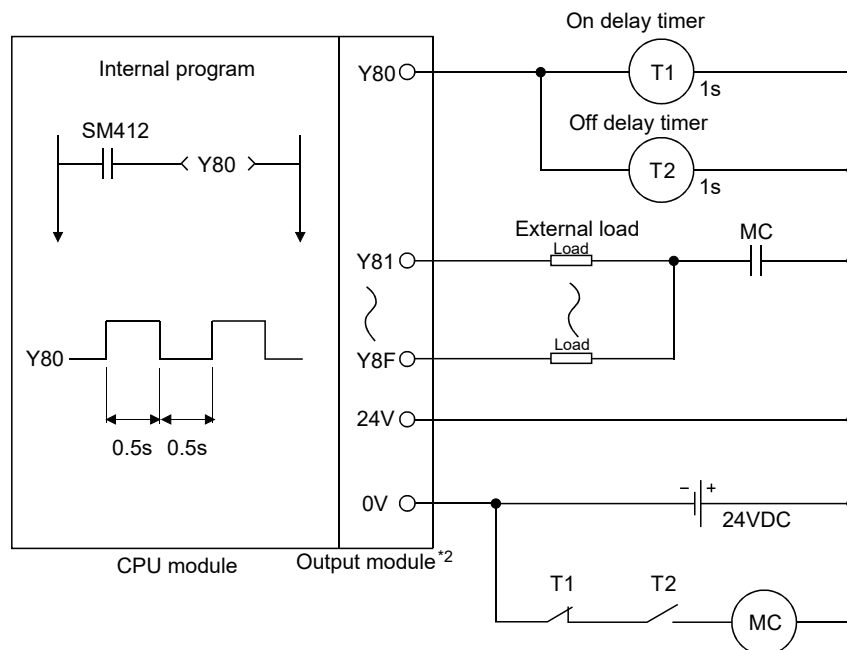 On delay timer
Internal program
Y80
T1
1s
SM412
Off delay timer
Y80
T2
1s
External load
MC
Y81
Load
Y80
Y8F
Load
24V
0.5s
0.5s
0V
− +
24VDC
CPU module
Output module*2
T1
T2
MC